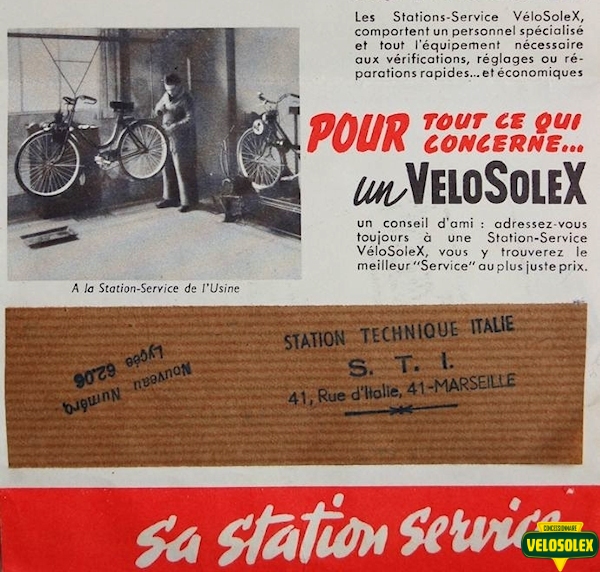 Les Stations-Service VéloSoleX,
comportent un personnel spécialisé
et tout l'équipement nécessaire
aux vérifications, réglages ou ré-
parations rapides... et économiques
POUR TOUT CE QUI
CONCERNE...
un VELOSOLEX
un conseil d'ami : adressez-vous
toujours à une Station-Service
VéloSoleX, vous y trouverez le
meilleur "Service" au plus juste prix.
A la Station-Service de l'Usine
Nouveau Numéro
Lycée 62.06
STATION TECHNIQUE ITALIE
S. T. I.
41, Rue d'Italie, 41-MARSEILLE
Sa Station Service
CONCESSIONNAIRE
VELOSOLEX